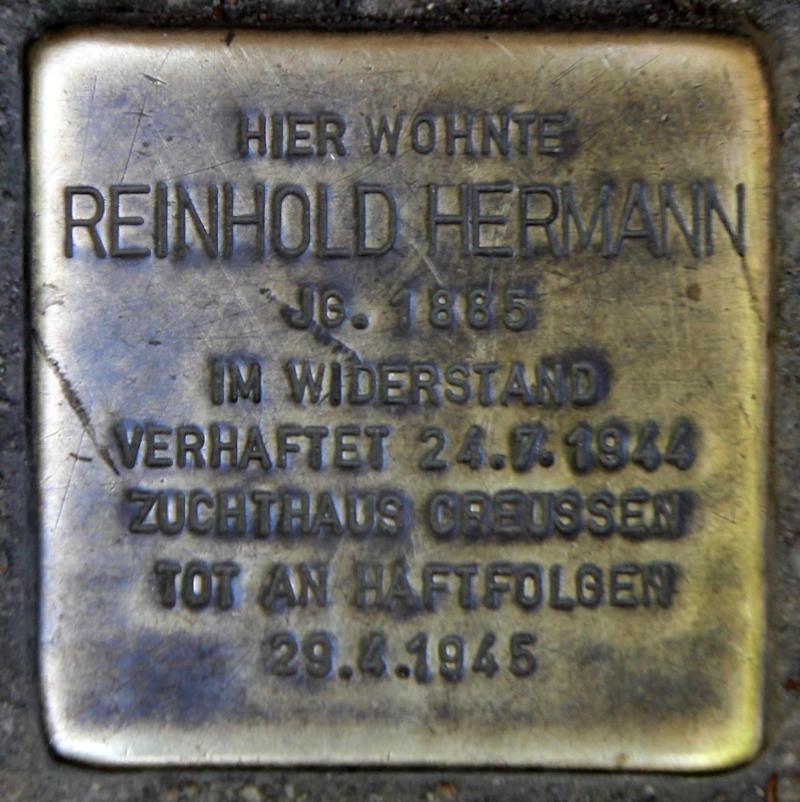 HIER WOHNTE
REINHOLD HERMANN
JG. 1885
IM WIDERSTAND
VERHAFTET 24.7.1944
ZUCHTHAUS CREUSSEN
TOT AN HAFTFOLGEN
29.4.1945